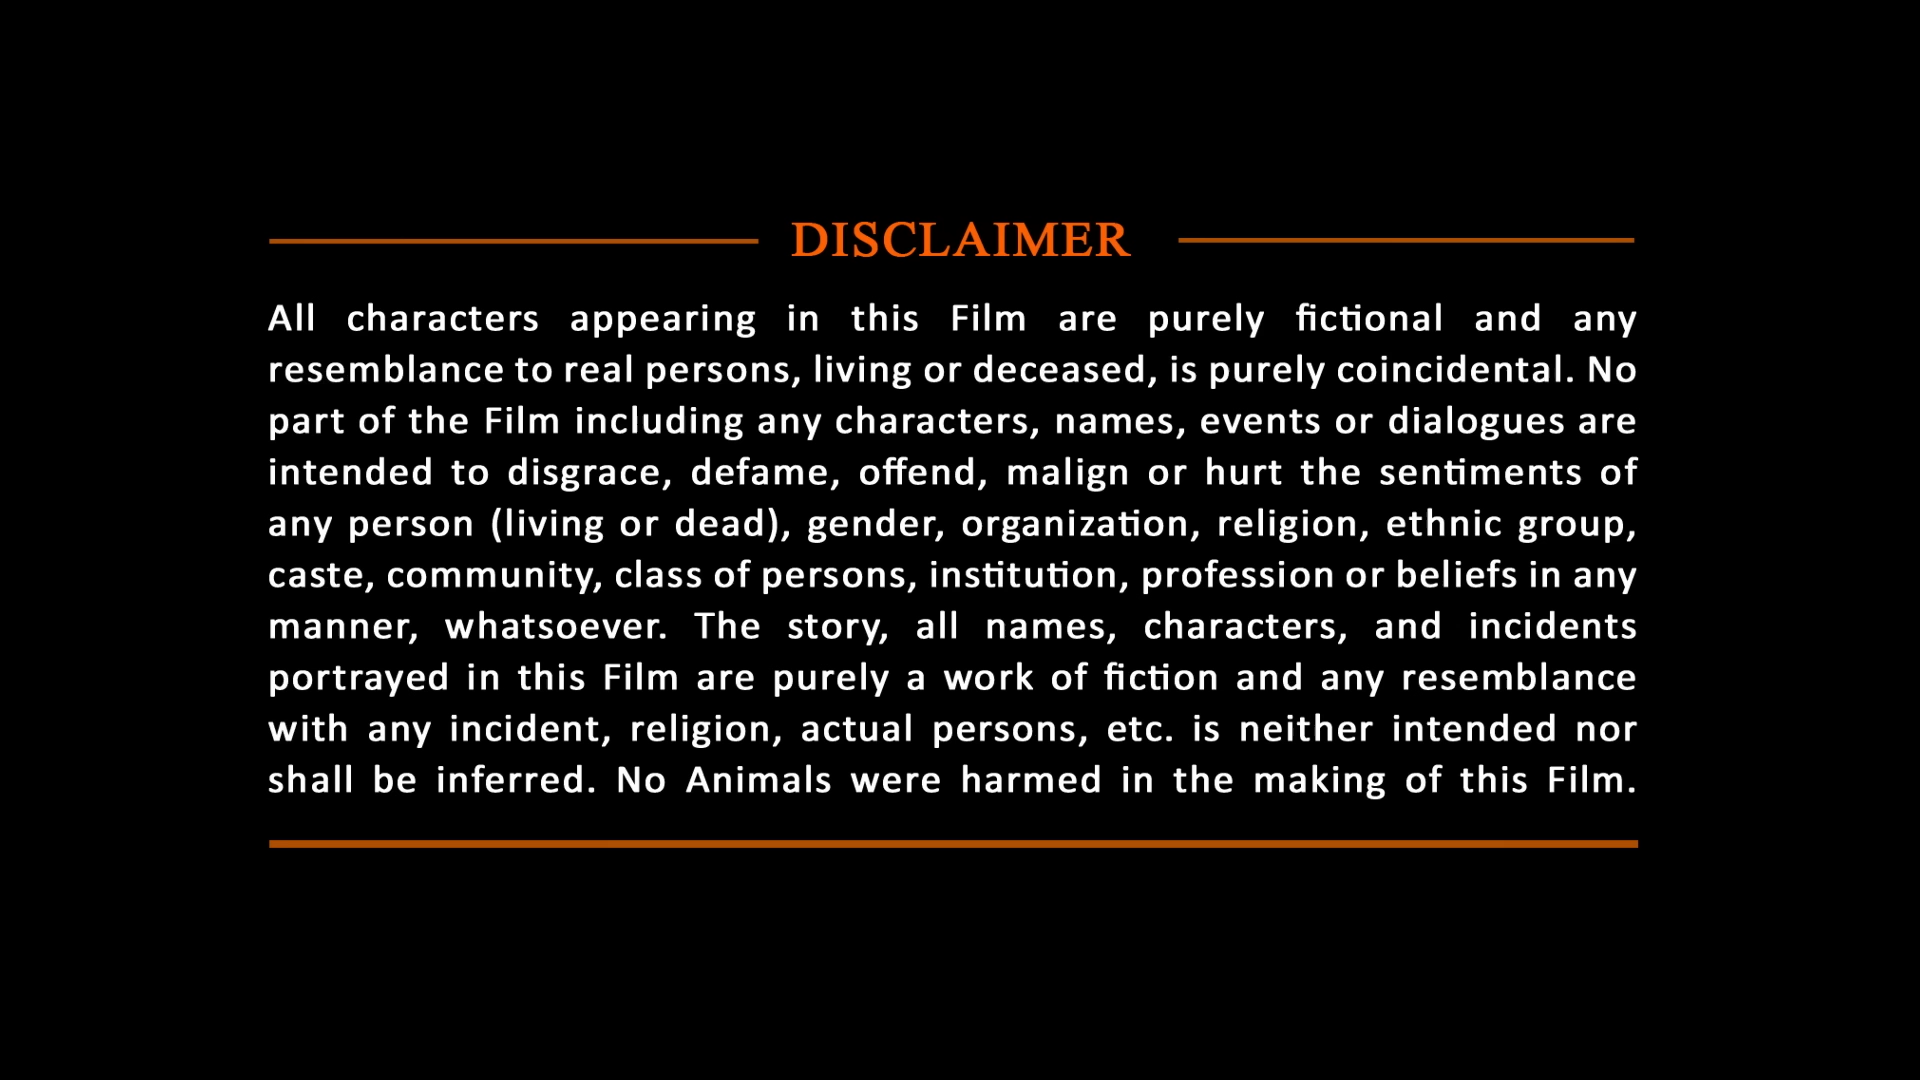 DISCLAIMER
All characters appearing in this Film are purely fictional and any
resemblance to real persons, living or deceased, is purely coincidental. No
part of the Film including any characters, names, events or dialogues are
intended to disgrace, defame, offend, malign or hurt the sentiments of
any person (living or dead), gender, organization, religion, ethnic group,
caste, community, class of persons, institution, profession or beliefs in any
manner, whatsoever. The story, all names, characters, and incidents
portrayed in this Film are purely a work of fiction and any resemblance
with any incident, religion, actual persons, etc. is neither intended nor
shall be inferred. No Animals were harmed in the making of this Film.